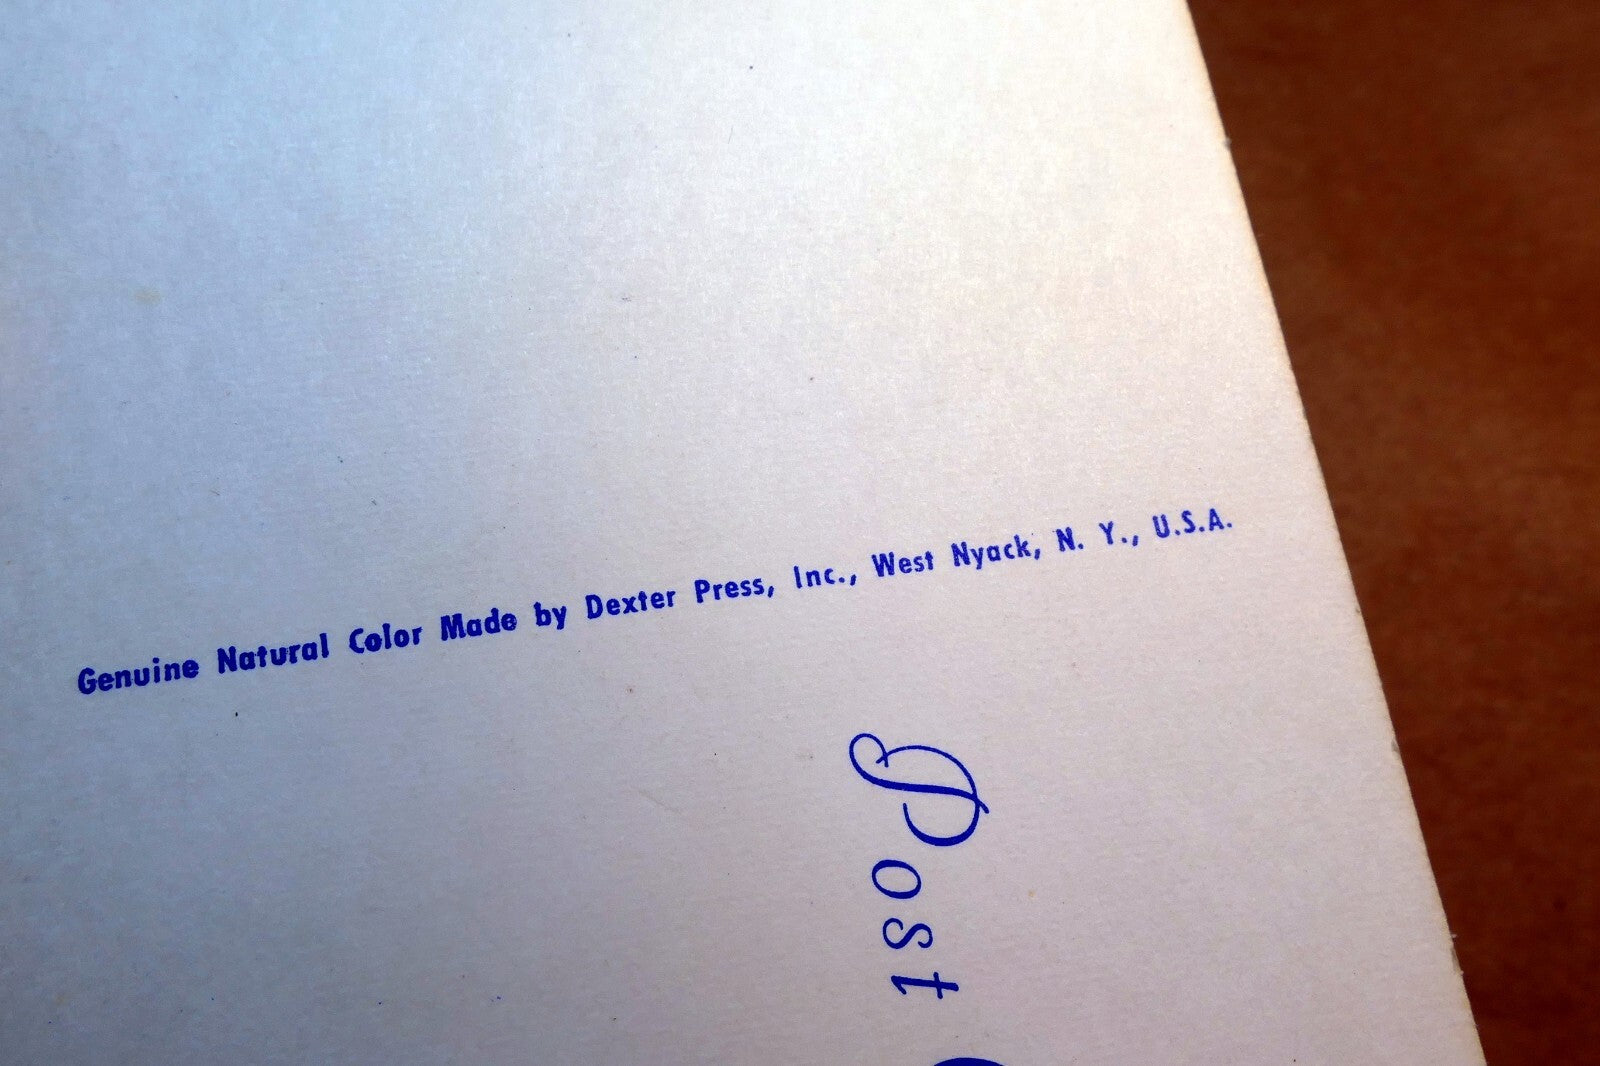 Genuine Natural Color Made by Dexter Press, Inc., West Nyack, N. Y., U.S.A.
Post